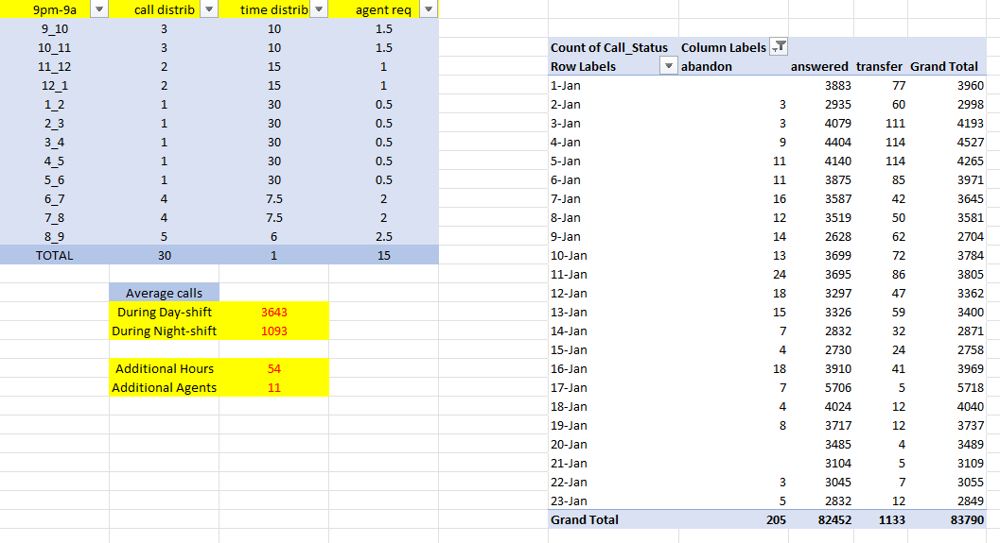 9pm-9a call distrib time distrib agent req
9_10 3 10 1.5
10_11 3 10 1.5
11_12 2 15 1
12_1 2 15 1
1_2 1 30 0.5
2_3 1 30 0.5
3_4 1 30 0.5
4_5 1 30 0.5
5_6 1 30 0.5
6_7 4 7.5 2
7_8 4 7.5 2
8_9 5 6 2.5
TOTAL 30 1 15
Average calls
During Day-shift 3643
During Night-shift 1093
Additional Hours 54
Additional Agents 11
Count of Call_Status Column Labels
Row Labels abandon answered transfer Grand Total
1-Jan 3883 77 3960
2-Jan 3 2935 60 2998
3-Jan 3 4079 111 4193
4-Jan 9 4404 114 4527
5-Jan 11 4140 114 4265
6-Jan 11 3875 85 3971
7-Jan 16 3587 42 3645
8-Jan 12 3519 50 3581
9-Jan 14 2628 62 2704
10-Jan 13 3699 72 3784
11-Jan 24 3695 86 3805
12-Jan 18 3297 47 3362
13-Jan 15 3326 59 3400
14-Jan 7 2832 32 2871
15-Jan 4 2730 24 2758
16-Jan 18 3910 41 3969
17-Jan 7 5706 5 5718
18-Jan 4 4024 12 4040
19-Jan 8 3717 12 3737
20-Jan 3485 4 3489
21-Jan 3104 5 3109
22-Jan 3 3045 7 3055
23-Jan 5 2832 12 2849
Grand Total 205 82452 1133 83790